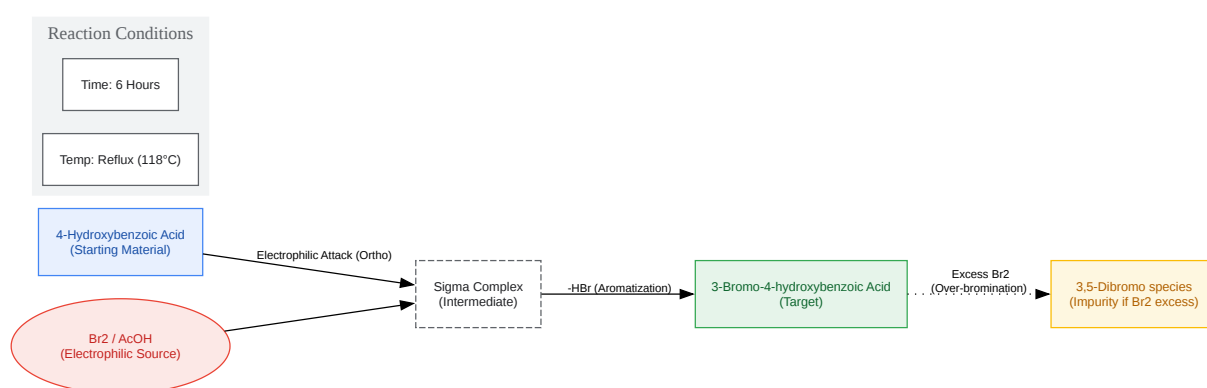 Reaction Conditions
Time: 6 Hours
Temp: Reflux (118°C)
4-Hydroxybenzoic Acid
(Starting Material)
Electrophilic Attack (Ortho)
Br2 / AcOH
(Electrophilic Source)
Sigma Complex
(Intermediate)
-HBr (Aromatization)
3-Bromo-4-hydroxybenzoic Acid
(Target)
Excess Br2
(Over-bromination)
3,5-Dibromo species
(Impurity if Br2 excess)